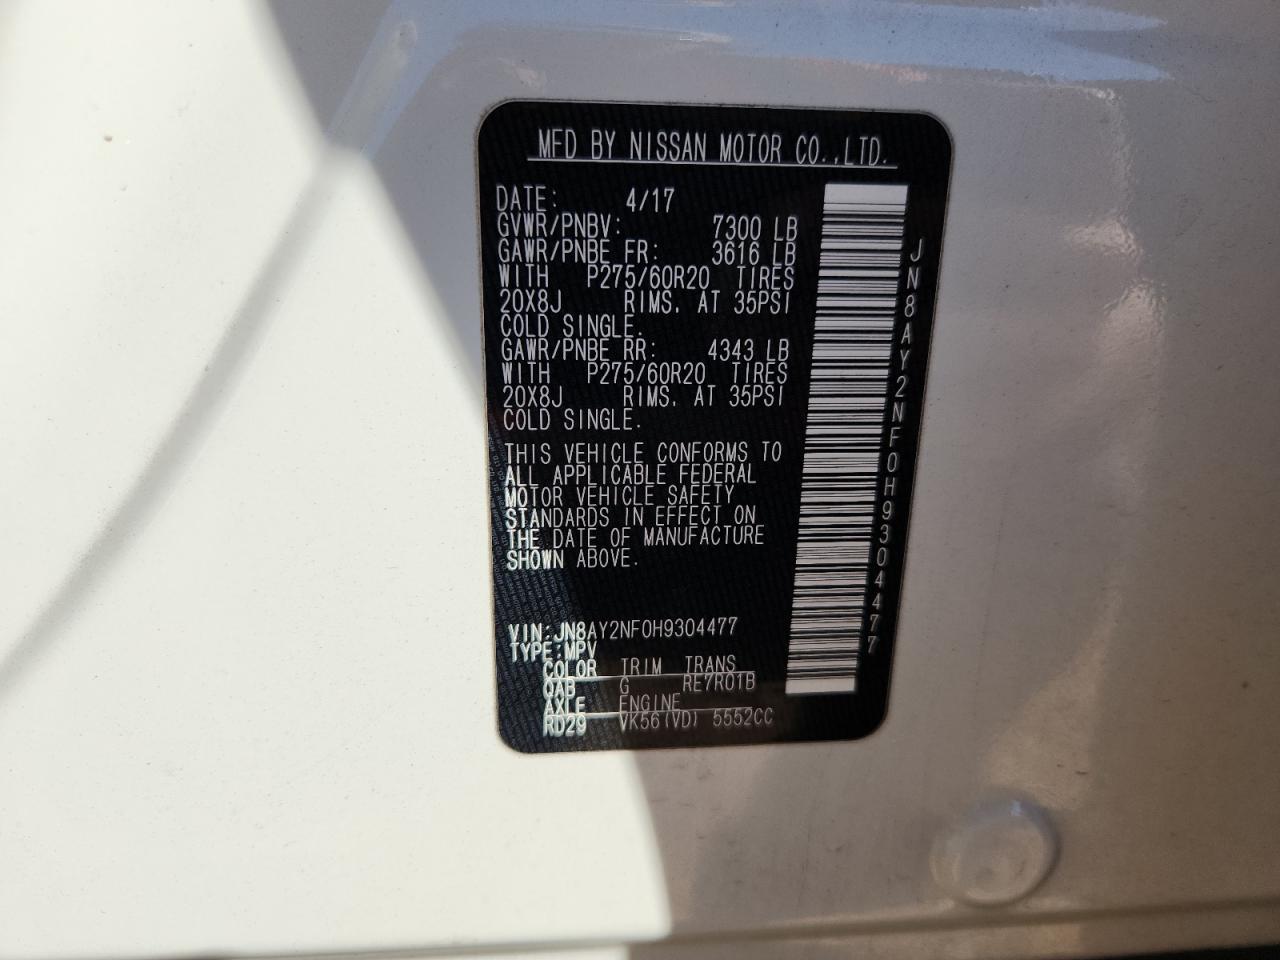 MFD BY NISSAN MOTOR CO.,LTD.
DATE: 4/17
GVWR/PNBV: 7300 LB
GAWR/PNBE FR: 3616 LB
WITH P275/60R20 TIRES
20X8J RIMS. AT 35PSI
COLD SINGLE.
GAWR/PNBE RR: 4343 LB
WITH P275/60R20 TIRES
20X8J RIMS. AT 35PSI
COLD SINGLE.
THIS VEHICLE CONFORMS TO
ALL APPLICABLE FEDERAL
MOTOR VEHICLE SAFETY
STANDARDS IN EFFECT ON
THE DATE OF MANUFACTURE
SHOWN ABOVE.
VIN:JN8AY2NF0H9304477
TYPE:MPV
COLOR TRIM TRANS
QAB G RE7R01B
AXLE ENGINE
RD29 VK56(VD) 5552CC
JN8AY2NF0H9304477